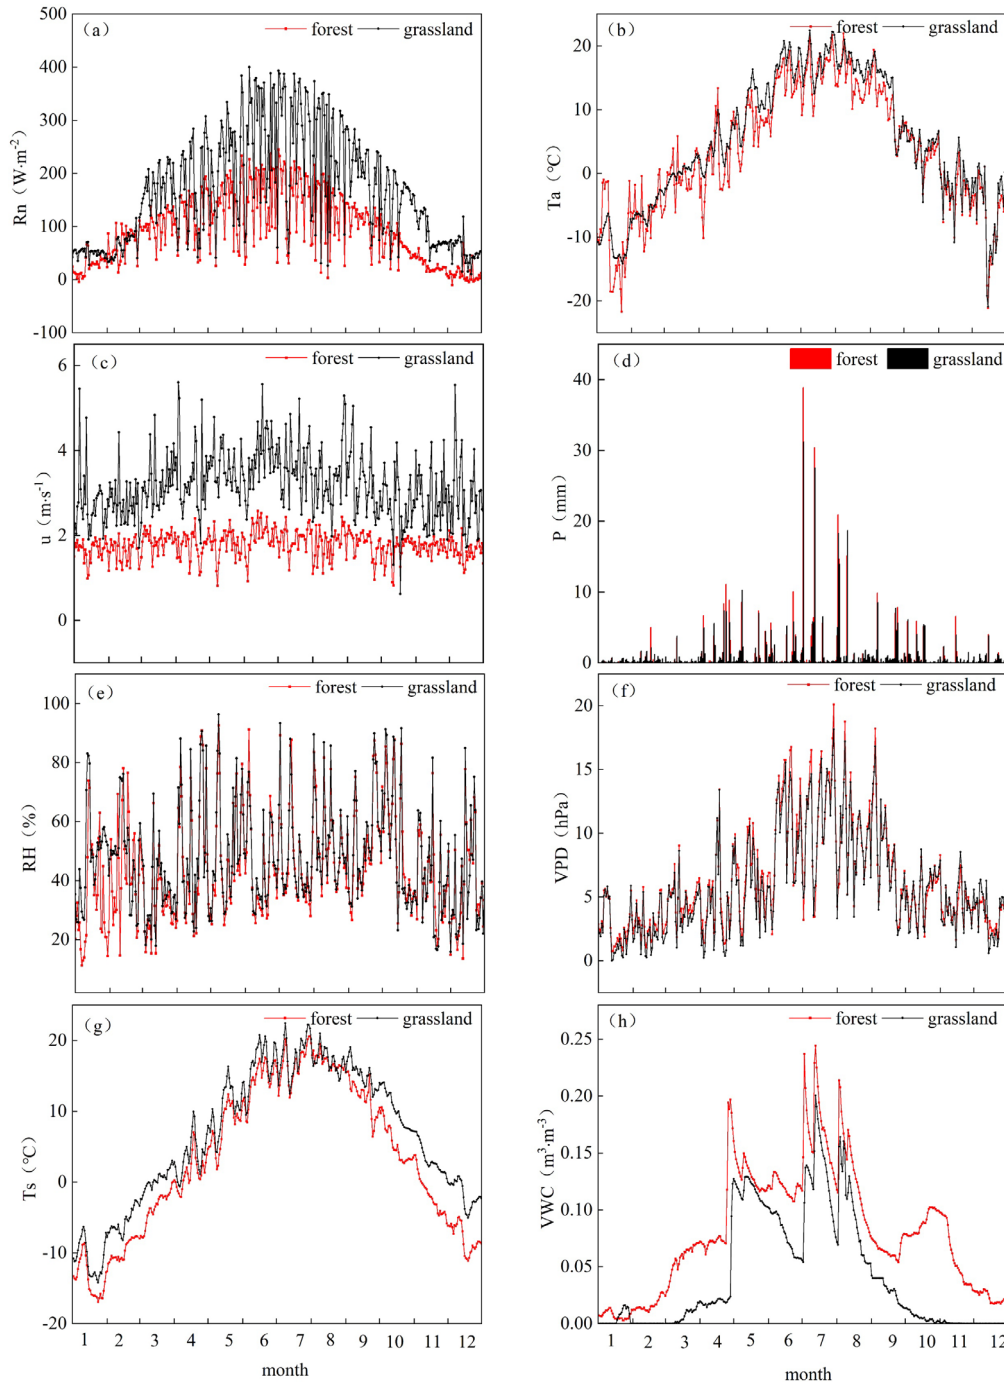 (a) forest grassland
500
400
300
200
100
0
-100
Rn (W·m⁻²)
(b) forest grassland
20
10
0
-10
-20
Ta (℃)
(c) forest grassland
6
4
2
0
u (m·s⁻¹)
(d) forest grassland
40
30
20
10
0
P (mm)
(e) forest grassland
100
80
60
40
20
RH (%)
(f) forest grassland
20
15
10
5
0
VPD (hPa)
(g) forest grassland
20
10
0
-10
-20
Ts (℃)
1 2 3 4 5 6 7 8 9 10 11 12
month
(h) forest grassland
0.25
0.20
0.15
0.10
0.05
0.00
VWC (m³·m⁻³)
1 2 3 4 5 6 7 8 9 10 11 12
month